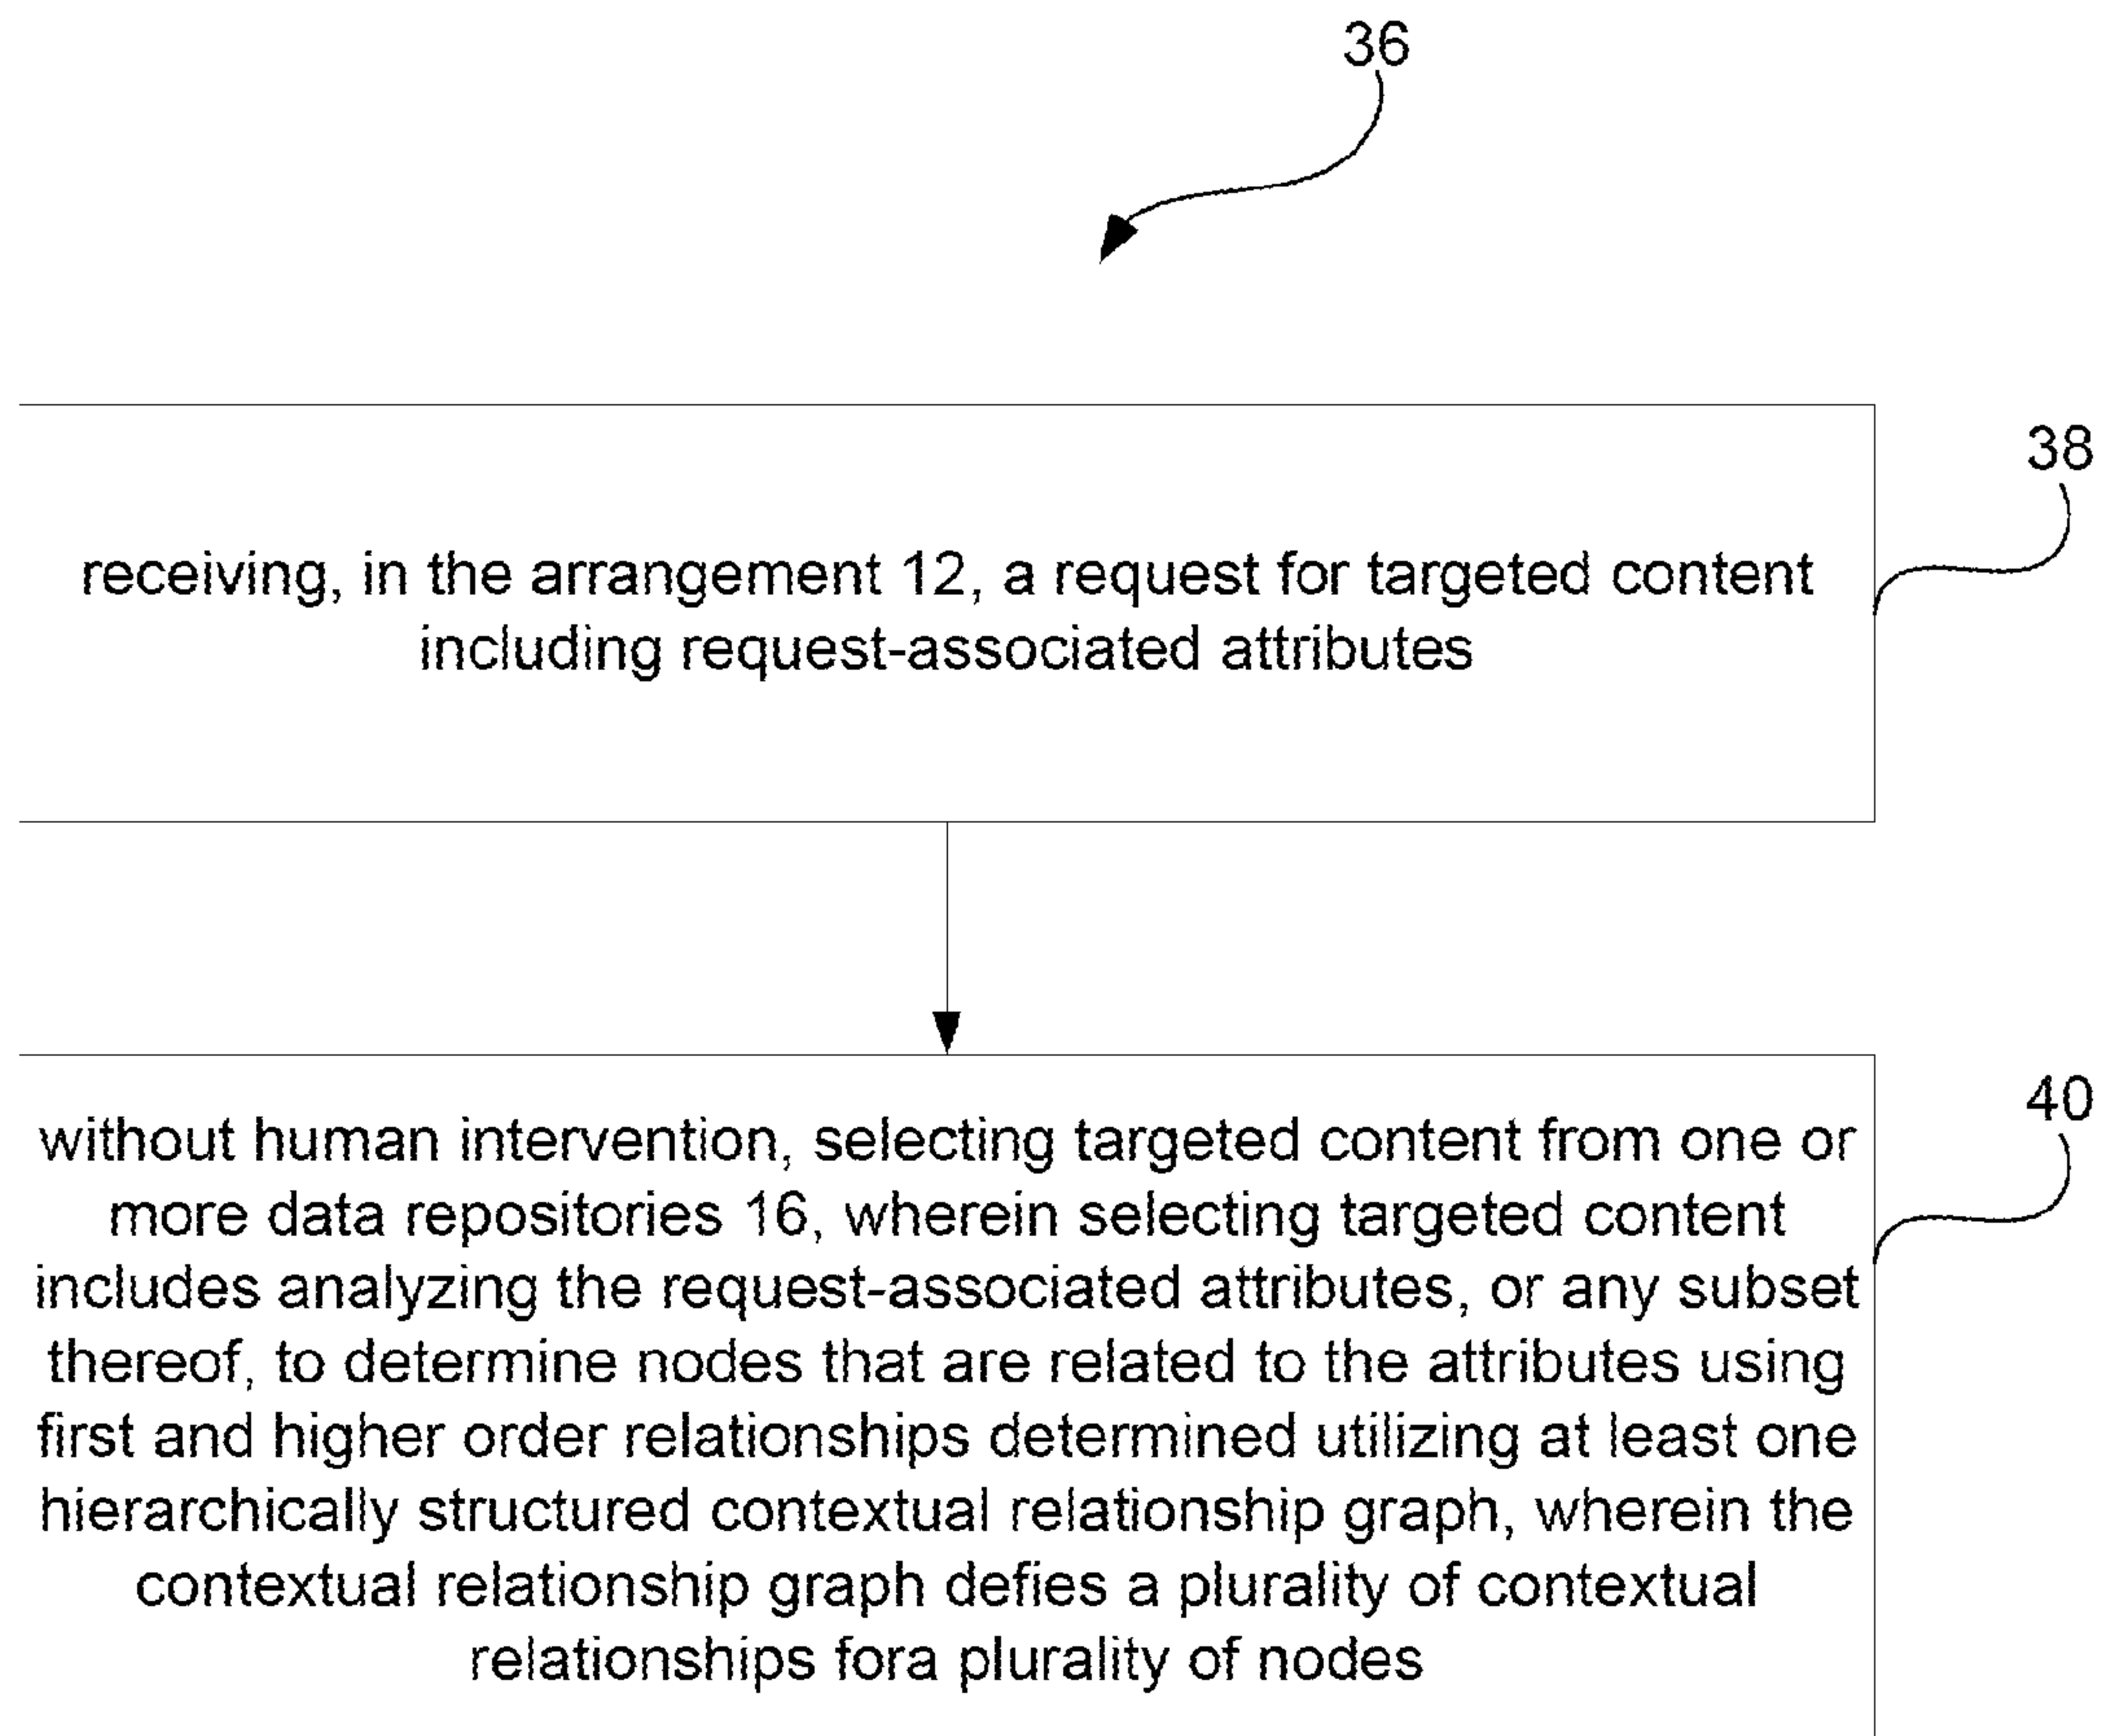 36
38
receiving, in the arrangement 12, a request for targeted content
including request-associated attributes
40
without human intervention, selecting targeted content from one or
more data repositories 16, wherein selecting targeted content
includes analyzing the request-associated attributes, or any subset
thereof, to determine nodes that are related to the attributes using
first and higher order relationships determined utilizing at least one
hierarchically structured contextual relationship graph, wherein the
contextual relationship graph defies a plurality of contextual
relationships fora plurality of nodes